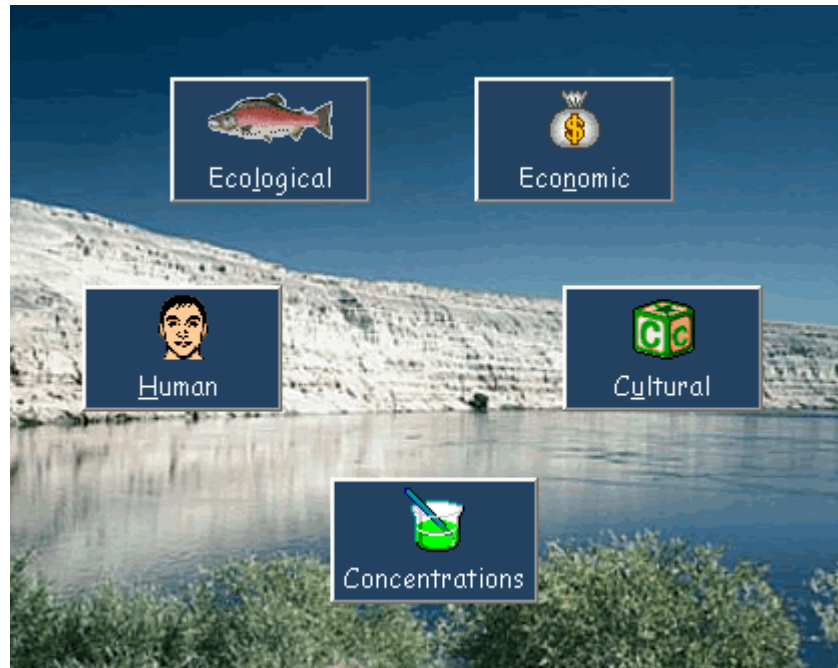 $
Ecological
Economic
C C
Human
Cultural
Concentrations